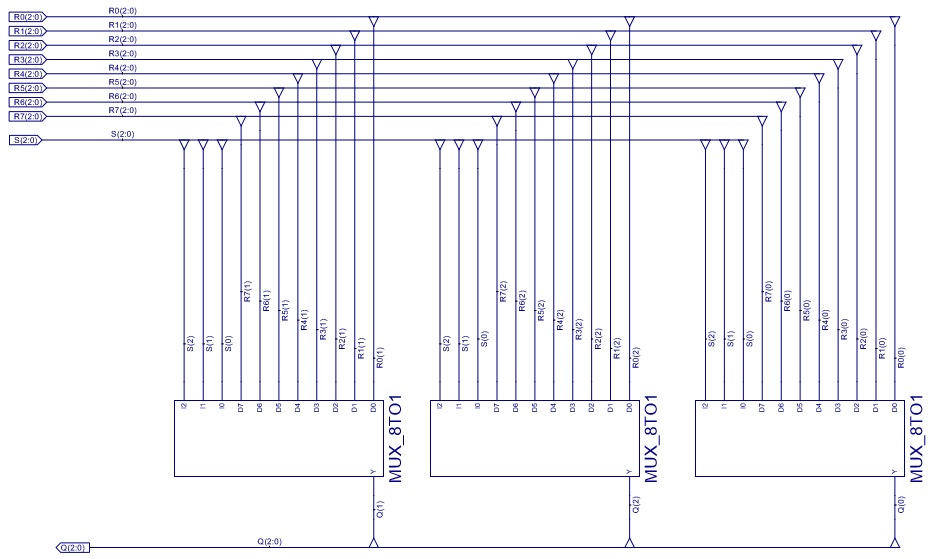 R0(2:0) R0(2:0)
R1(2:0) R1(2:0)
R2(2:0) R2(2:0)
R3(2:0) R3(2:0)
R4(2:0) R4(2:0)
R5(2:0) R5(2:0)
R6(2:0) R6(2:0)
R7(2:0) R7(2:0)
S(2:0) S(2:0)
S(2) S(1) S(0) R7(1) R6(1) R5(1) R4(1) R3(1) R2(1) R1(1) R0(1)
I2 I1 I0 D7 D6 D5 D4 D3 D2 D1 D0
MUX_8TO1
Y
Q(1)
S(2) S(1) S(0) R7(2) R6(2) R5(2) R4(2) R3(2) R2(2) R1(2) R0(2)
I2 I1 I0 D7 D6 D5 D4 D3 D2 D1 D0
MUX_8TO1
Y
Q(2)
S(2) S(1) S(0) R7(0) R6(0) R5(0) R4(0) R3(0) R2(0) R1(0) R0(0)
I2 I1 I0 D7 D6 D5 D4 D3 D2 D1 D0
MUX_8TO1
Y
Q(0)
Q(2:0) Q(2:0)